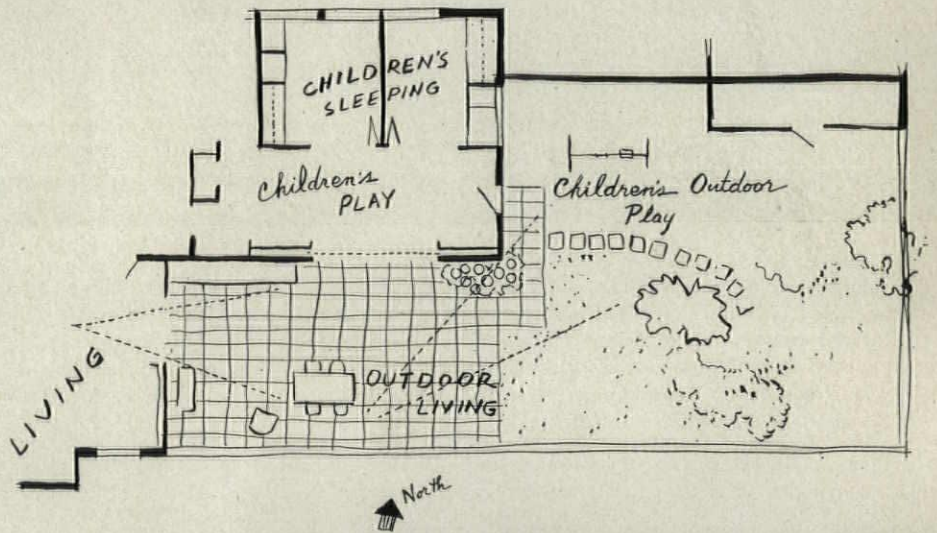 CHILDREN'S
SLEEPING
Children's
PLAY
Children's Outdoor
Play
LIVING
OUTDOOR
LIVING
North